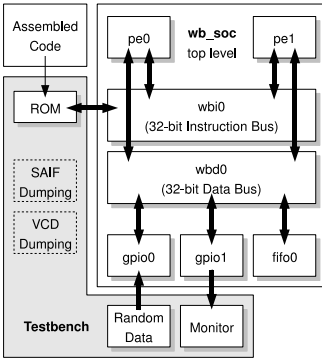 Assembled
Code
pe0
wb_soc
top level
pe1
ROM
wbi0
(32-bit Instruction Bus)
SAIF
Dumping
wbd0
(32-bit Data Bus)
VCD
Dumping
gpio0
gpio1
fifo0
Testbench
Random
Data
Monitor